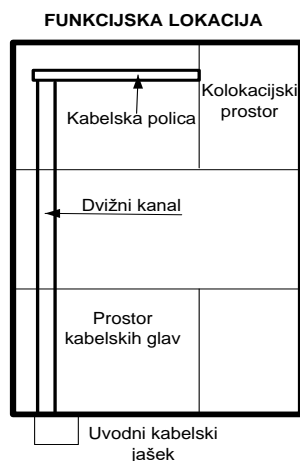 FUNKCIJSKA LOKACIJA
Kolokacijski
prostor
Kabelska polica
Dvižni kanal
Prostor
kabelskih glav
Uvodni kabelski
jašek